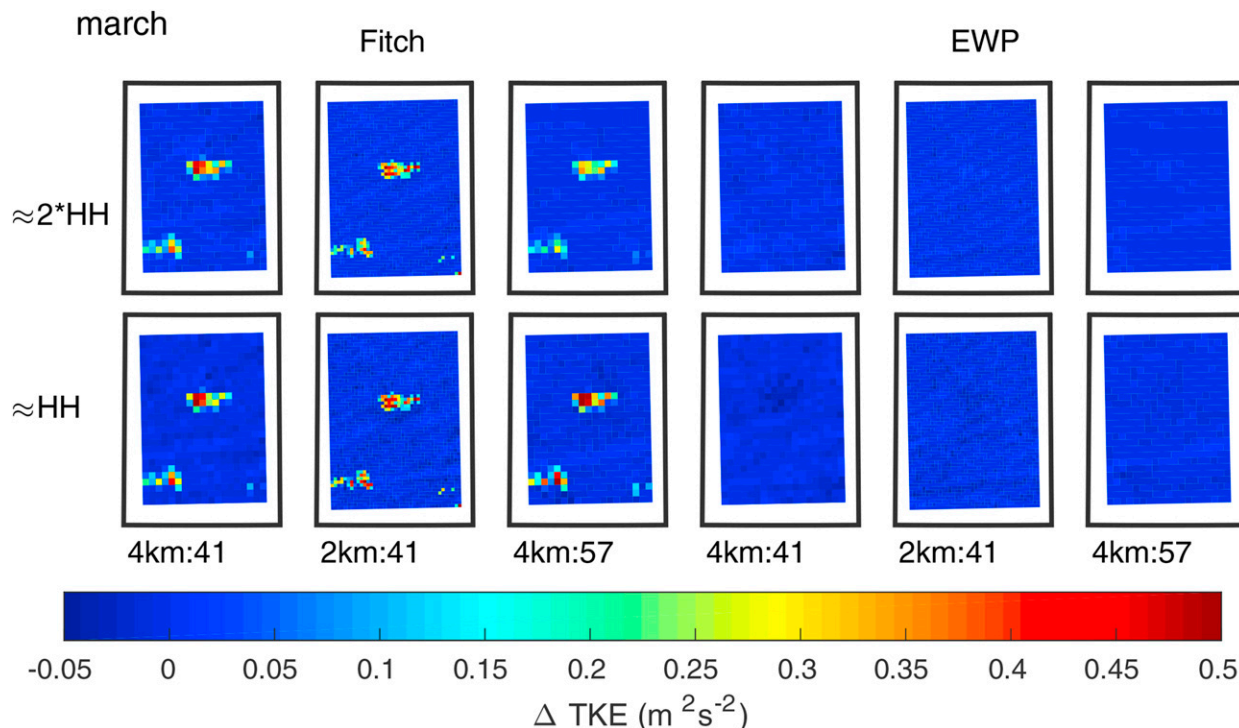 march
Fitch EWP
≈2*HH
≈HH
4km:41 2km:41 4km:57 4km:41 2km:41 4km:57
-0.05 0 0.05 0.1 0.15 0.2 0.25 0.3 0.35 0.4 0.45 0.5
Δ TKE (m ²s⁻²)